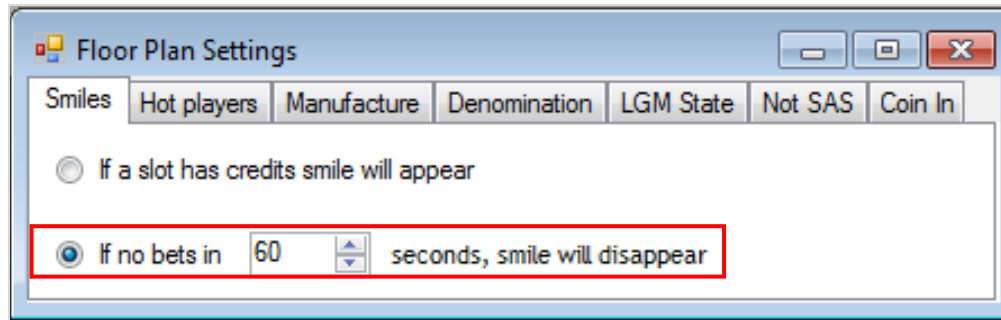 Floor Plan Settings
Smiles Hot players Manufacture Denomination LGM State Not SAS Coin In
If a slot has credits smile will appear
If no bets in 60 seconds, smile will disappear